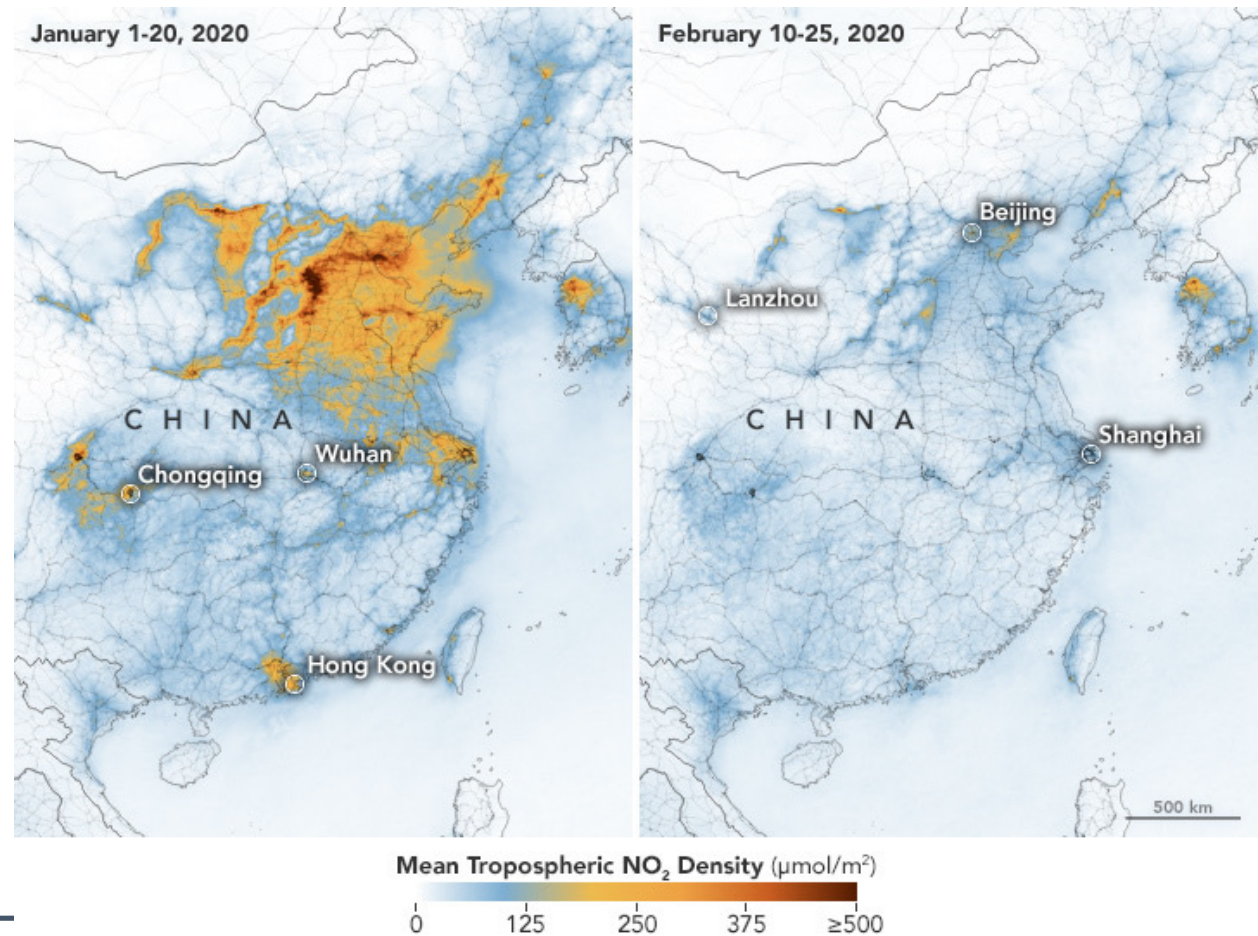 January 1-20, 2020
CHINA
Wuhan
Chongqing
Hong Kong
February 10-25, 2020
Beijing
Lanzhou
CHINA
Shanghai
500 km
Mean Tropospheric NO₂ Density (µmol/m²)
0 125 250 375 ≥500